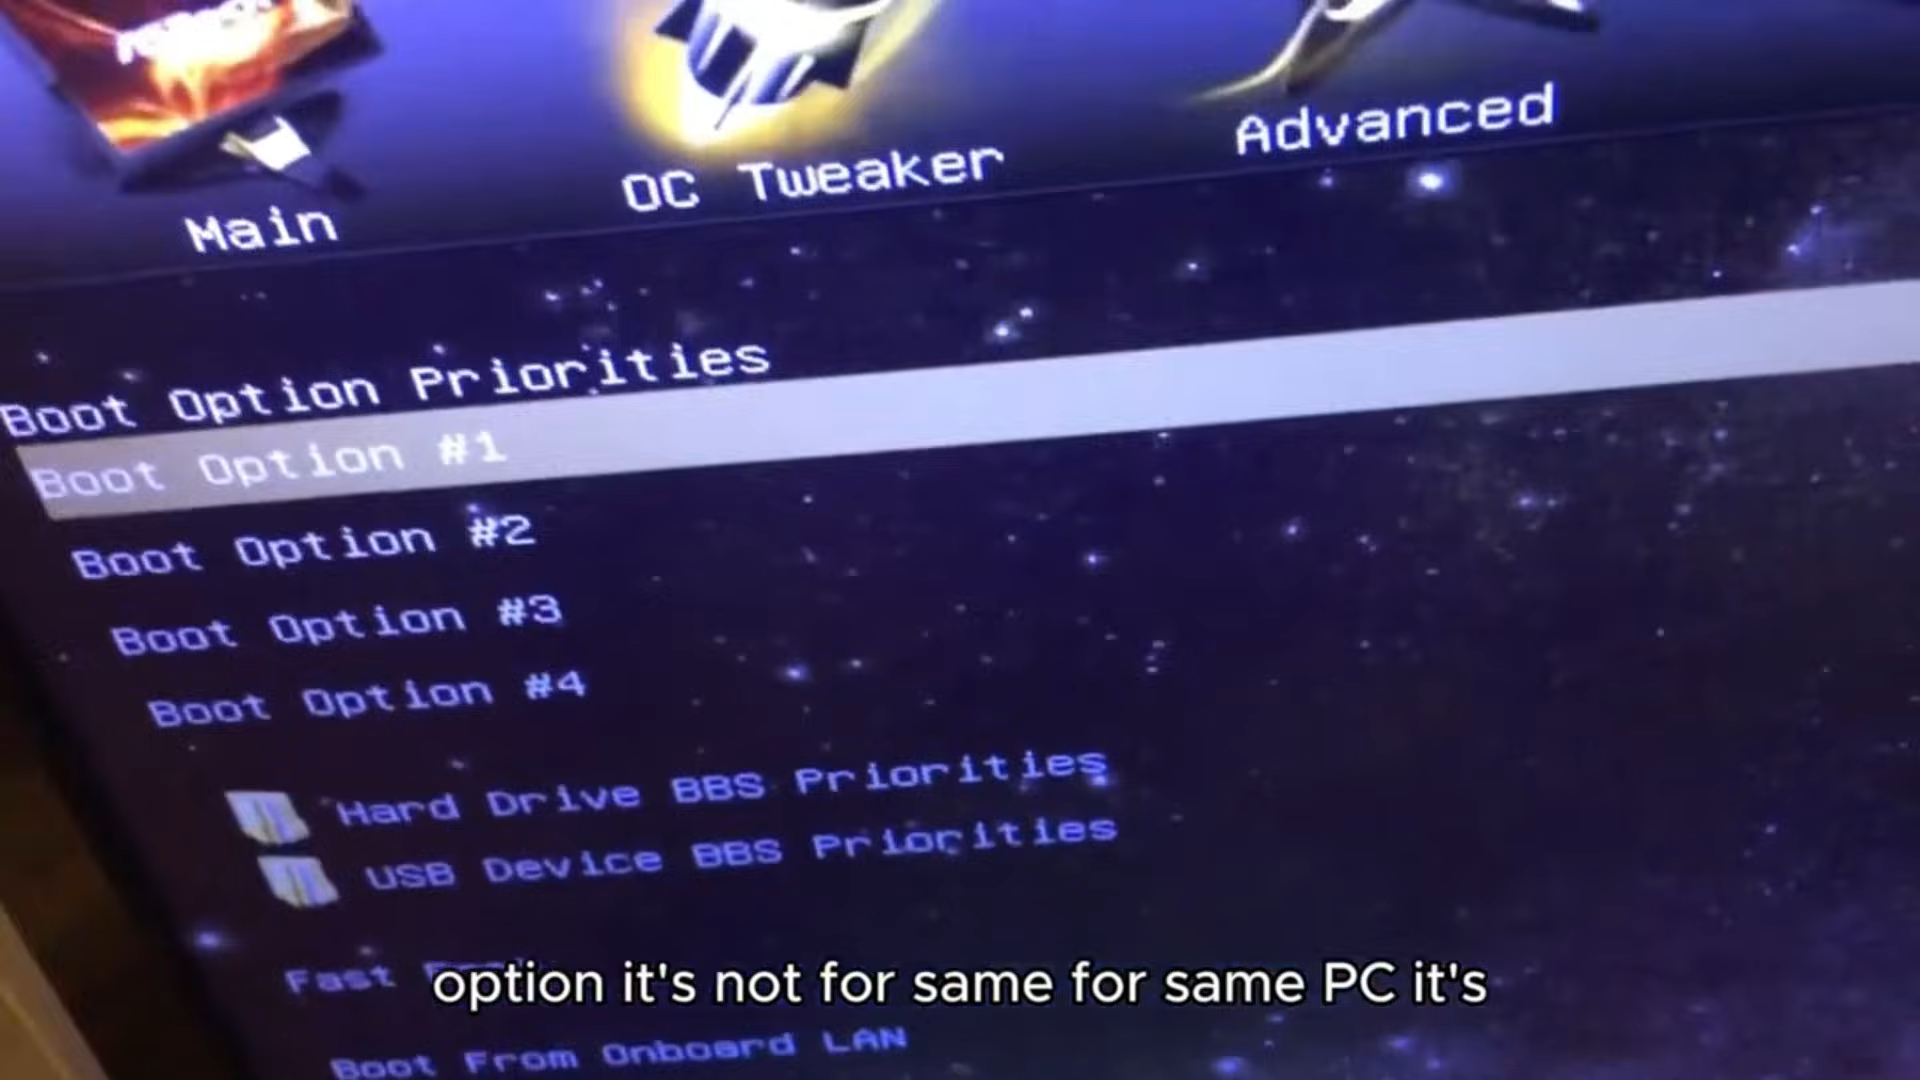 Main
OC Tweaker
Advanced
Boot Option Priorities
Boot Option #1
Boot Option #2
Boot Option #3
Boot Option #4
Hard Drive BBS Priorities
USB Device BBS Priorities
Fast
option it's not for same for same PC it's
Boot From Onboard LAN